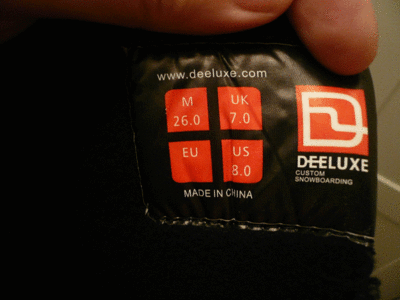 www.deeluxe.com
M UK
26.0 7.0
EU US
8.0
MADE IN CHINA
DEELUXE
CUSTOM
SNOWBOARDING